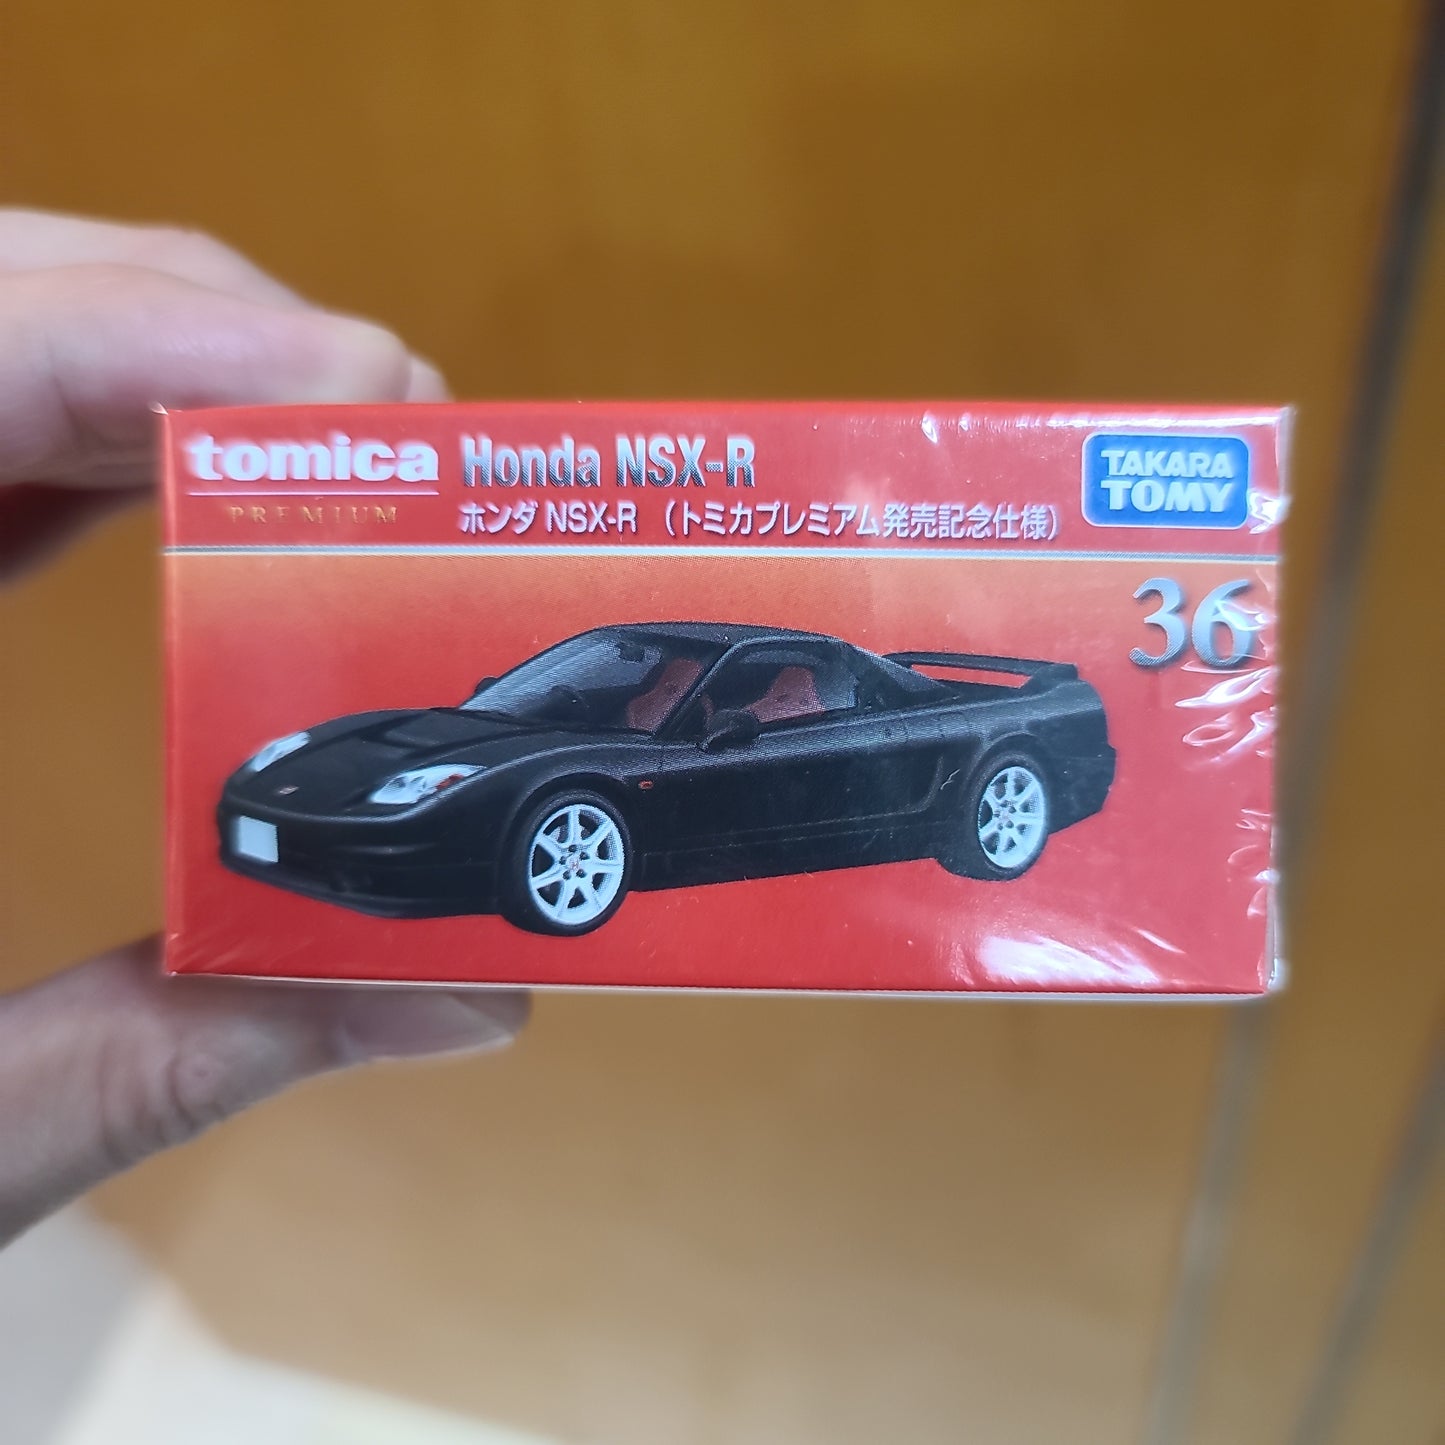 tomica
PREMIUM
Honda NSX-R
ホンダ NSX-R （トミカプレミアム発売記念仕様）
TAKARA
TOMY
36